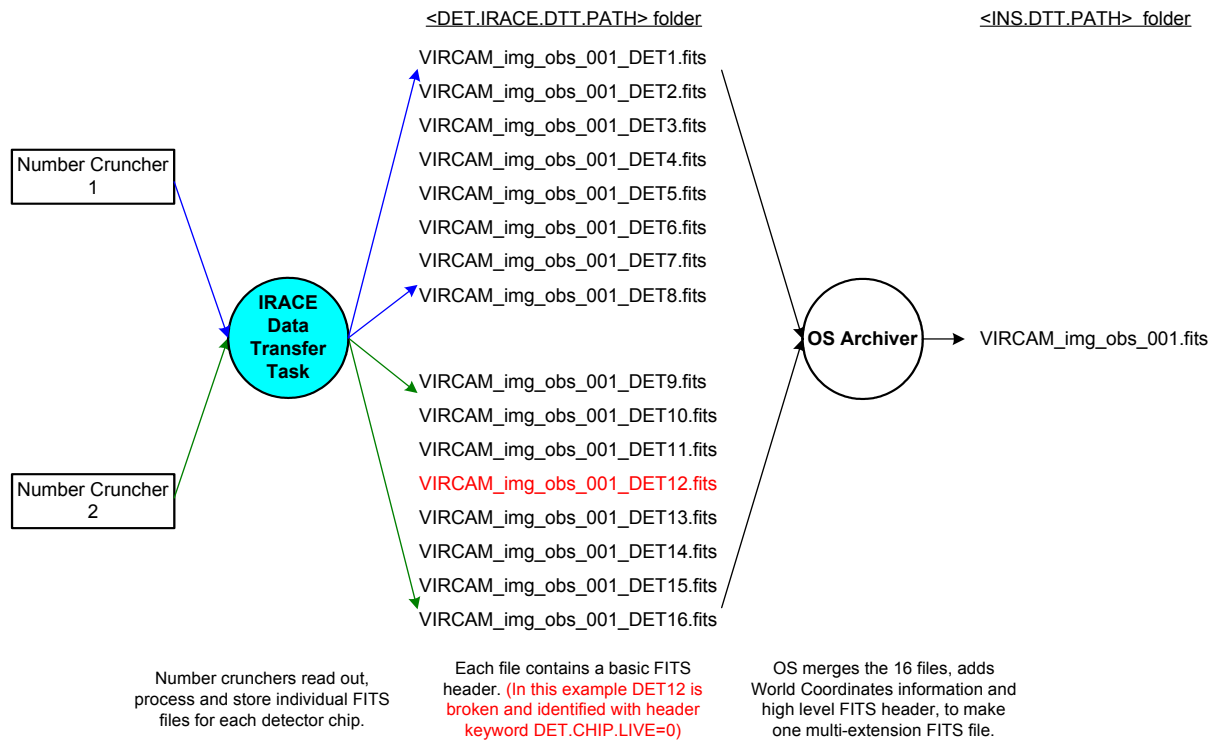 <DET.IRACE.DTT.PATH> folder
<INS.DTT.PATH> folder
VIRCAM_img_obs_001_DET1.fits
VIRCAM_img_obs_001_DET2.fits
VIRCAM_img_obs_001_DET3.fits
VIRCAM_img_obs_001_DET4.fits
VIRCAM_img_obs_001_DET5.fits
VIRCAM_img_obs_001_DET6.fits
VIRCAM_img_obs_001_DET7.fits
VIRCAM_img_obs_001_DET8.fits
Number Cruncher
1
IRACE
Data
Transfer
Task
OS Archiver
VIRCAM_img_obs_001.fits
VIRCAM_img_obs_001_DET9.fits
VIRCAM_img_obs_001_DET10.fits
VIRCAM_img_obs_001_DET11.fits
VIRCAM_img_obs_001_DET12.fits
VIRCAM_img_obs_001_DET13.fits
VIRCAM_img_obs_001_DET14.fits
VIRCAM_img_obs_001_DET15.fits
VIRCAM_img_obs_001_DET16.fits
Number Cruncher
2
Number crunchers read out,
process and store individual FITS
files for each detector chip.
Each file contains a basic FITS
header. (In this example DET12 is
broken and identified with header
keyword DET.CHIP.LIVE=0)
OS merges the 16 files, adds
World Coordinates information and
high level FITS header, to make
one multi-extension FITS file.